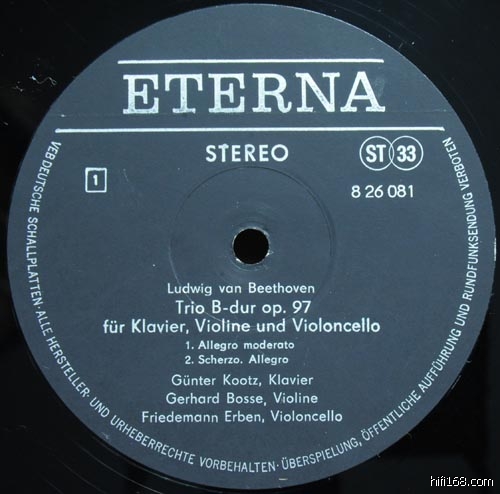 ETERNA
STEREO
ST 33
1
8 26 081
Ludwig van Beethoven
Trio B-dur op. 97
für Klavier, Violine und Violoncello
1. Allegro moderato
2. Scherzo. Allegro
Günter Kootz, Klavier
Gerhard Bosse, Violine
Friedemann Erben, Violoncello
VEB DEUTSCHE SCHALLPLATTEN · ALLE HERSTELLER- UND URHEBERRECHTE VORBEHALTEN · ÜBERSPIELUNG, ÖFFENTLICHE AUFFÜHRUNG UND RUNDFUNKSENDUNG VERBOTEN
hifi168.com